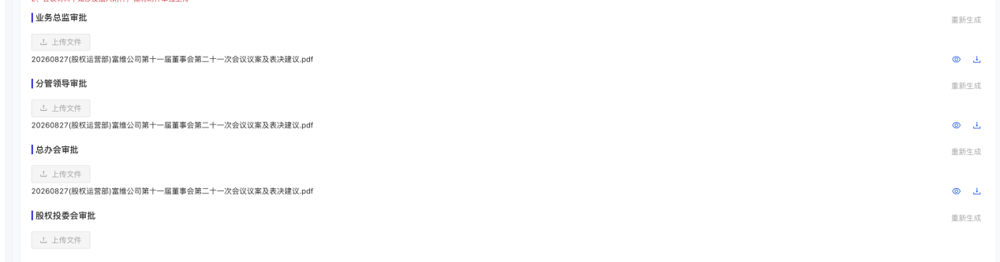 业务总监审批
重新生成
上传文件
20260827(股权运营部)富维公司第十一届董事会第二十一次会议议案及表决建议.pdf
分管领导审批
重新生成
上传文件
20260827(股权运营部)富维公司第十一届董事会第二十一次会议议案及表决建议.pdf
总办会审批
重新生成
上传文件
20260827(股权运营部)富维公司第十一届董事会第二十一次会议议案及表决建议.pdf
股权投委会审批
重新生成
上传文件